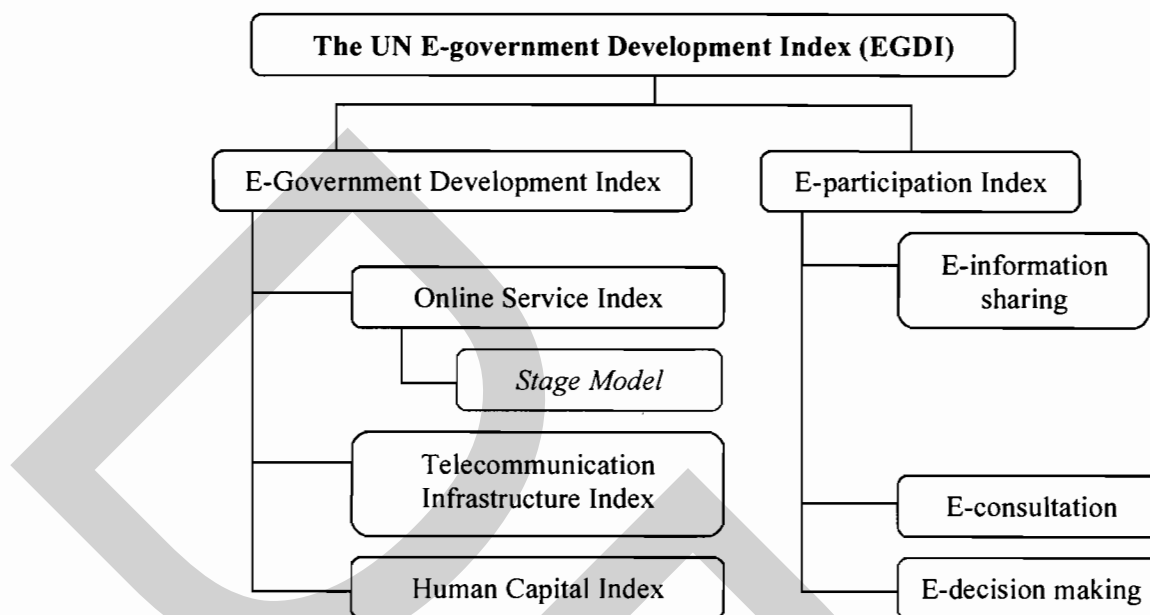 The UN E-government Development Index (EGDI)
E-Government Development Index
E-participation Index
E-information
sharing
Online Service Index
Stage Model
Telecommunication
Infrastructure Index
E-consultation
Human Capital Index
E-decision making